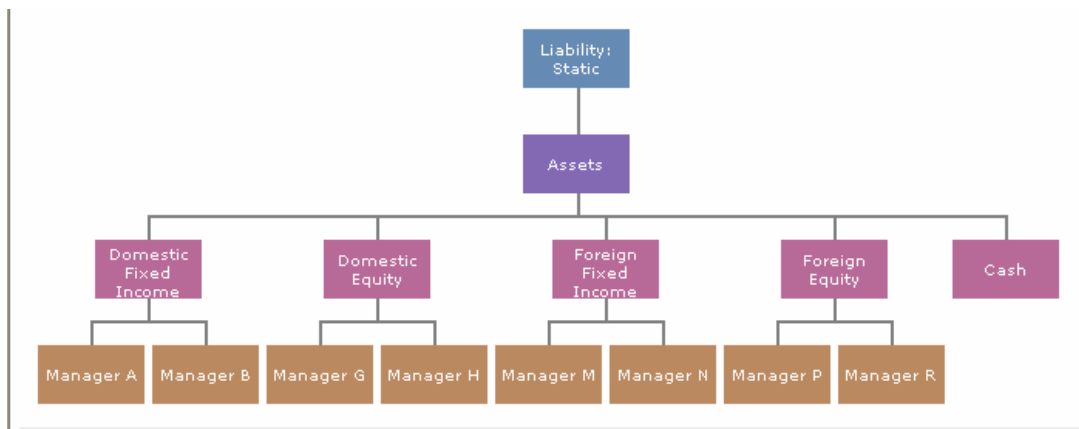 Liability:
Static
Assets
Domestic
Fixed
Income
Domestic
Equity
Foreign
Fixed
Income
Foreign
Equity
Cash
Manager A
Manager B
Manager G
Manager H
Manager M
Manager N
Manager P
Manager R